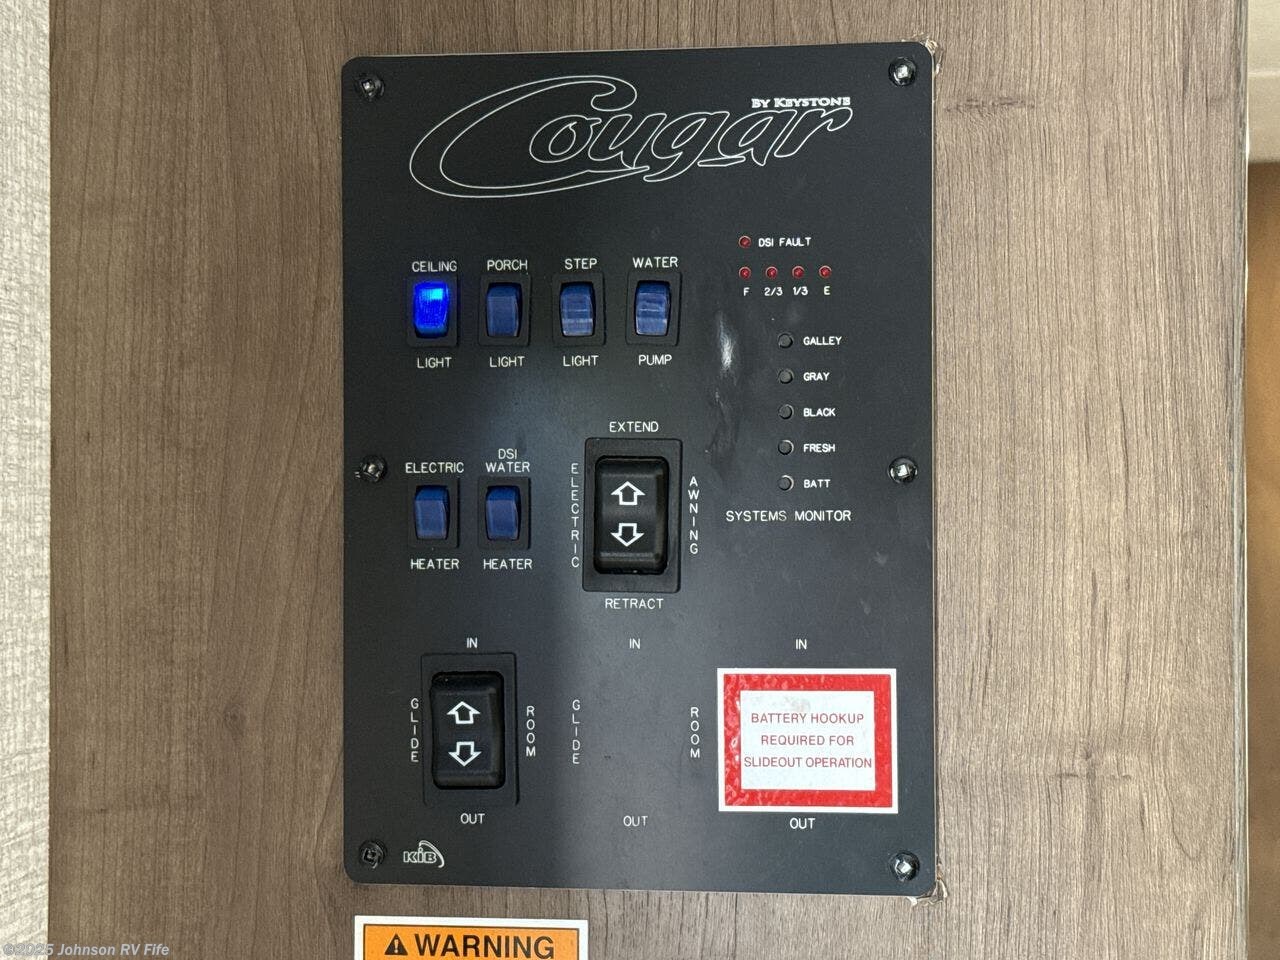 Cougar
BY KEYSTONE
CEILING PORCH STEP WATER
LIGHT LIGHT LIGHT PUMP
DSI FAULT
F 2/3 1/3 E
GALLEY
GRAY
BLACK
FRESH
BATT
SYSTEMS MONITOR
ELECTRIC
HEATER
DSI
WATER
HEATER
EXTEND
ELECTRIC
AWNING
RETRACT
IN
GLIDE
ROOM
OUT
IN
GLIDE
ROOM
OUT
IN
BATTERY HOOKUP
REQUIRED FOR
SLIDEOUT OPERATION
OUT
KIB
WARNING
©2025 Johnson RV Fife